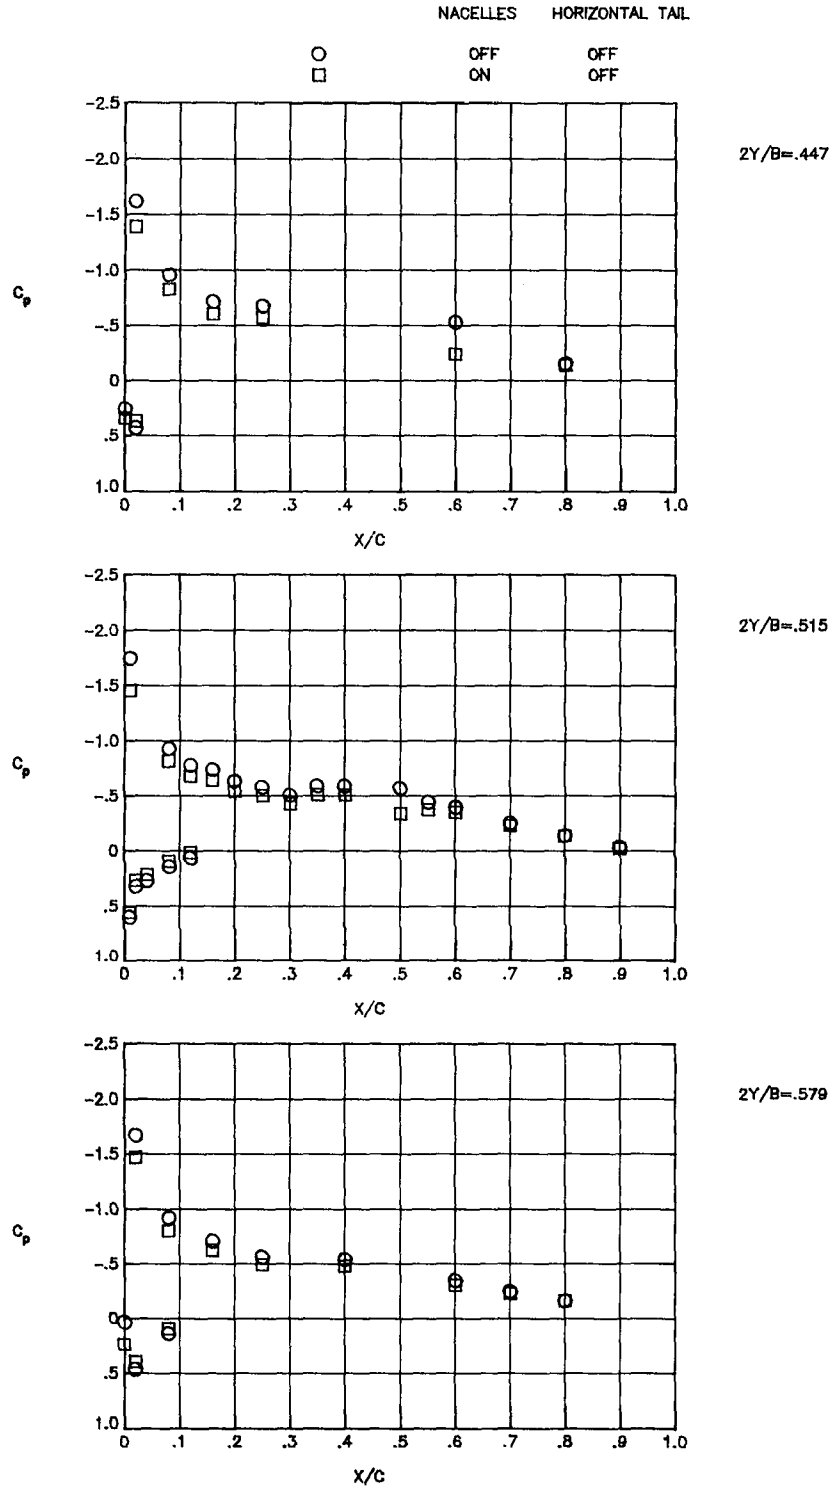 NACELLES HORIZONTAL TAIL
OFF OFF
ON OFF
-2.5
-2.0
-1.5
-1.0
-.5
0
.5
1.0
Cp
0 .1 .2 .3 .4 .5 .6 .7 .8 .9 1.0
X/C
2Y/B=.447
-2.5
-2.0
-1.5
-1.0
-.5
0
.5
1.0
Cp
0 .1 .2 .3 .4 .5 .6 .7 .8 .9 1.0
X/C
2Y/B=.515
-2.5
-2.0
-1.5
-1.0
-.5
0
.5
1.0
Cp
0 .1 .2 .3 .4 .5 .6 .7 .8 .9 1.0
X/C
2Y/B=.579